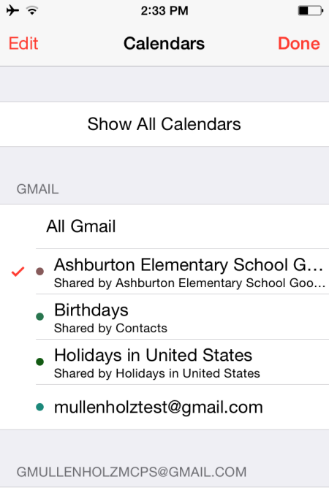 2:33 PM
Edit Calendars Done
Show All Calendars
GMAIL
All Gmail
Ashburton Elementary School G...
Shared by Ashburton Elementary School Goo...
Birthdays
Shared by Contacts
Holidays in United States
Shared by Holidays in United States
mullenholztest@gmail.com
GMULLENHOLZMCPS@GMAIL.COM